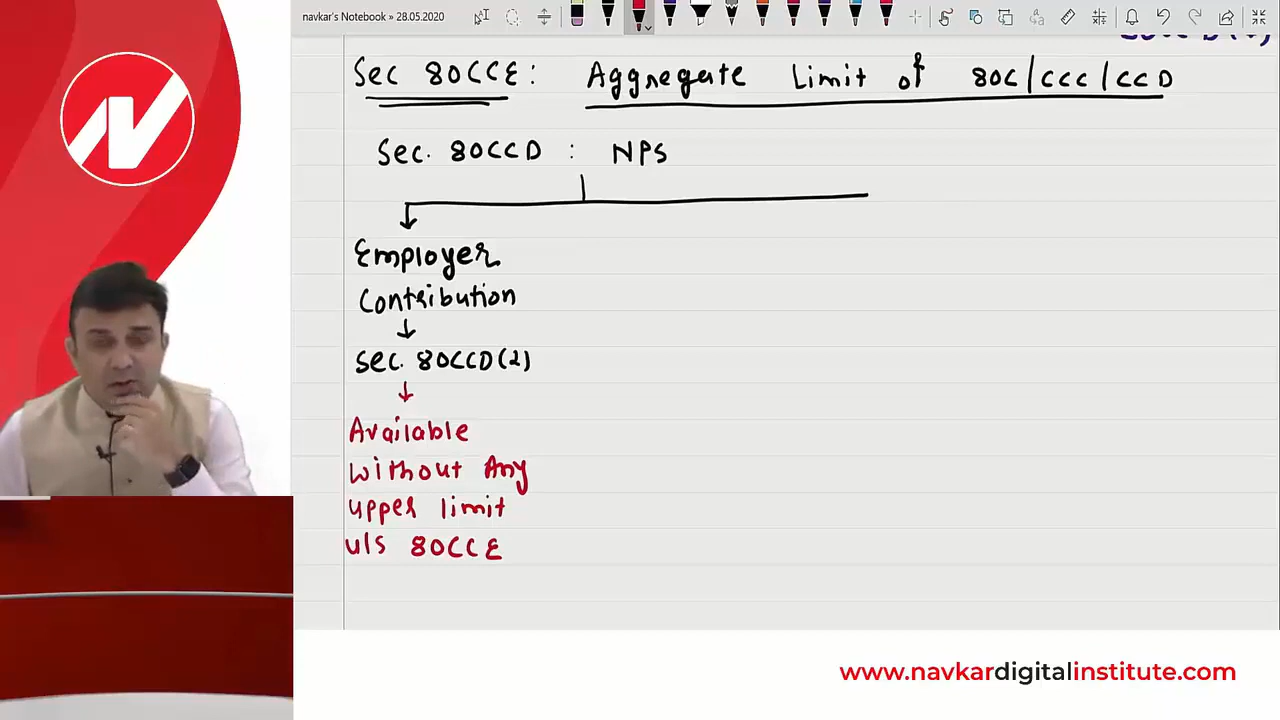 navkar's Notebook » 28.05.2020
Sec 80CCE : Aggregate Limit of 80C/CCC/CCD
Sec. 80CCD : NPS
Employer
Contribution
Sec. 80CCD(2)
Available
Without Any
upper limit
u/s 80CCE
www.navkardigitalinstitute.com